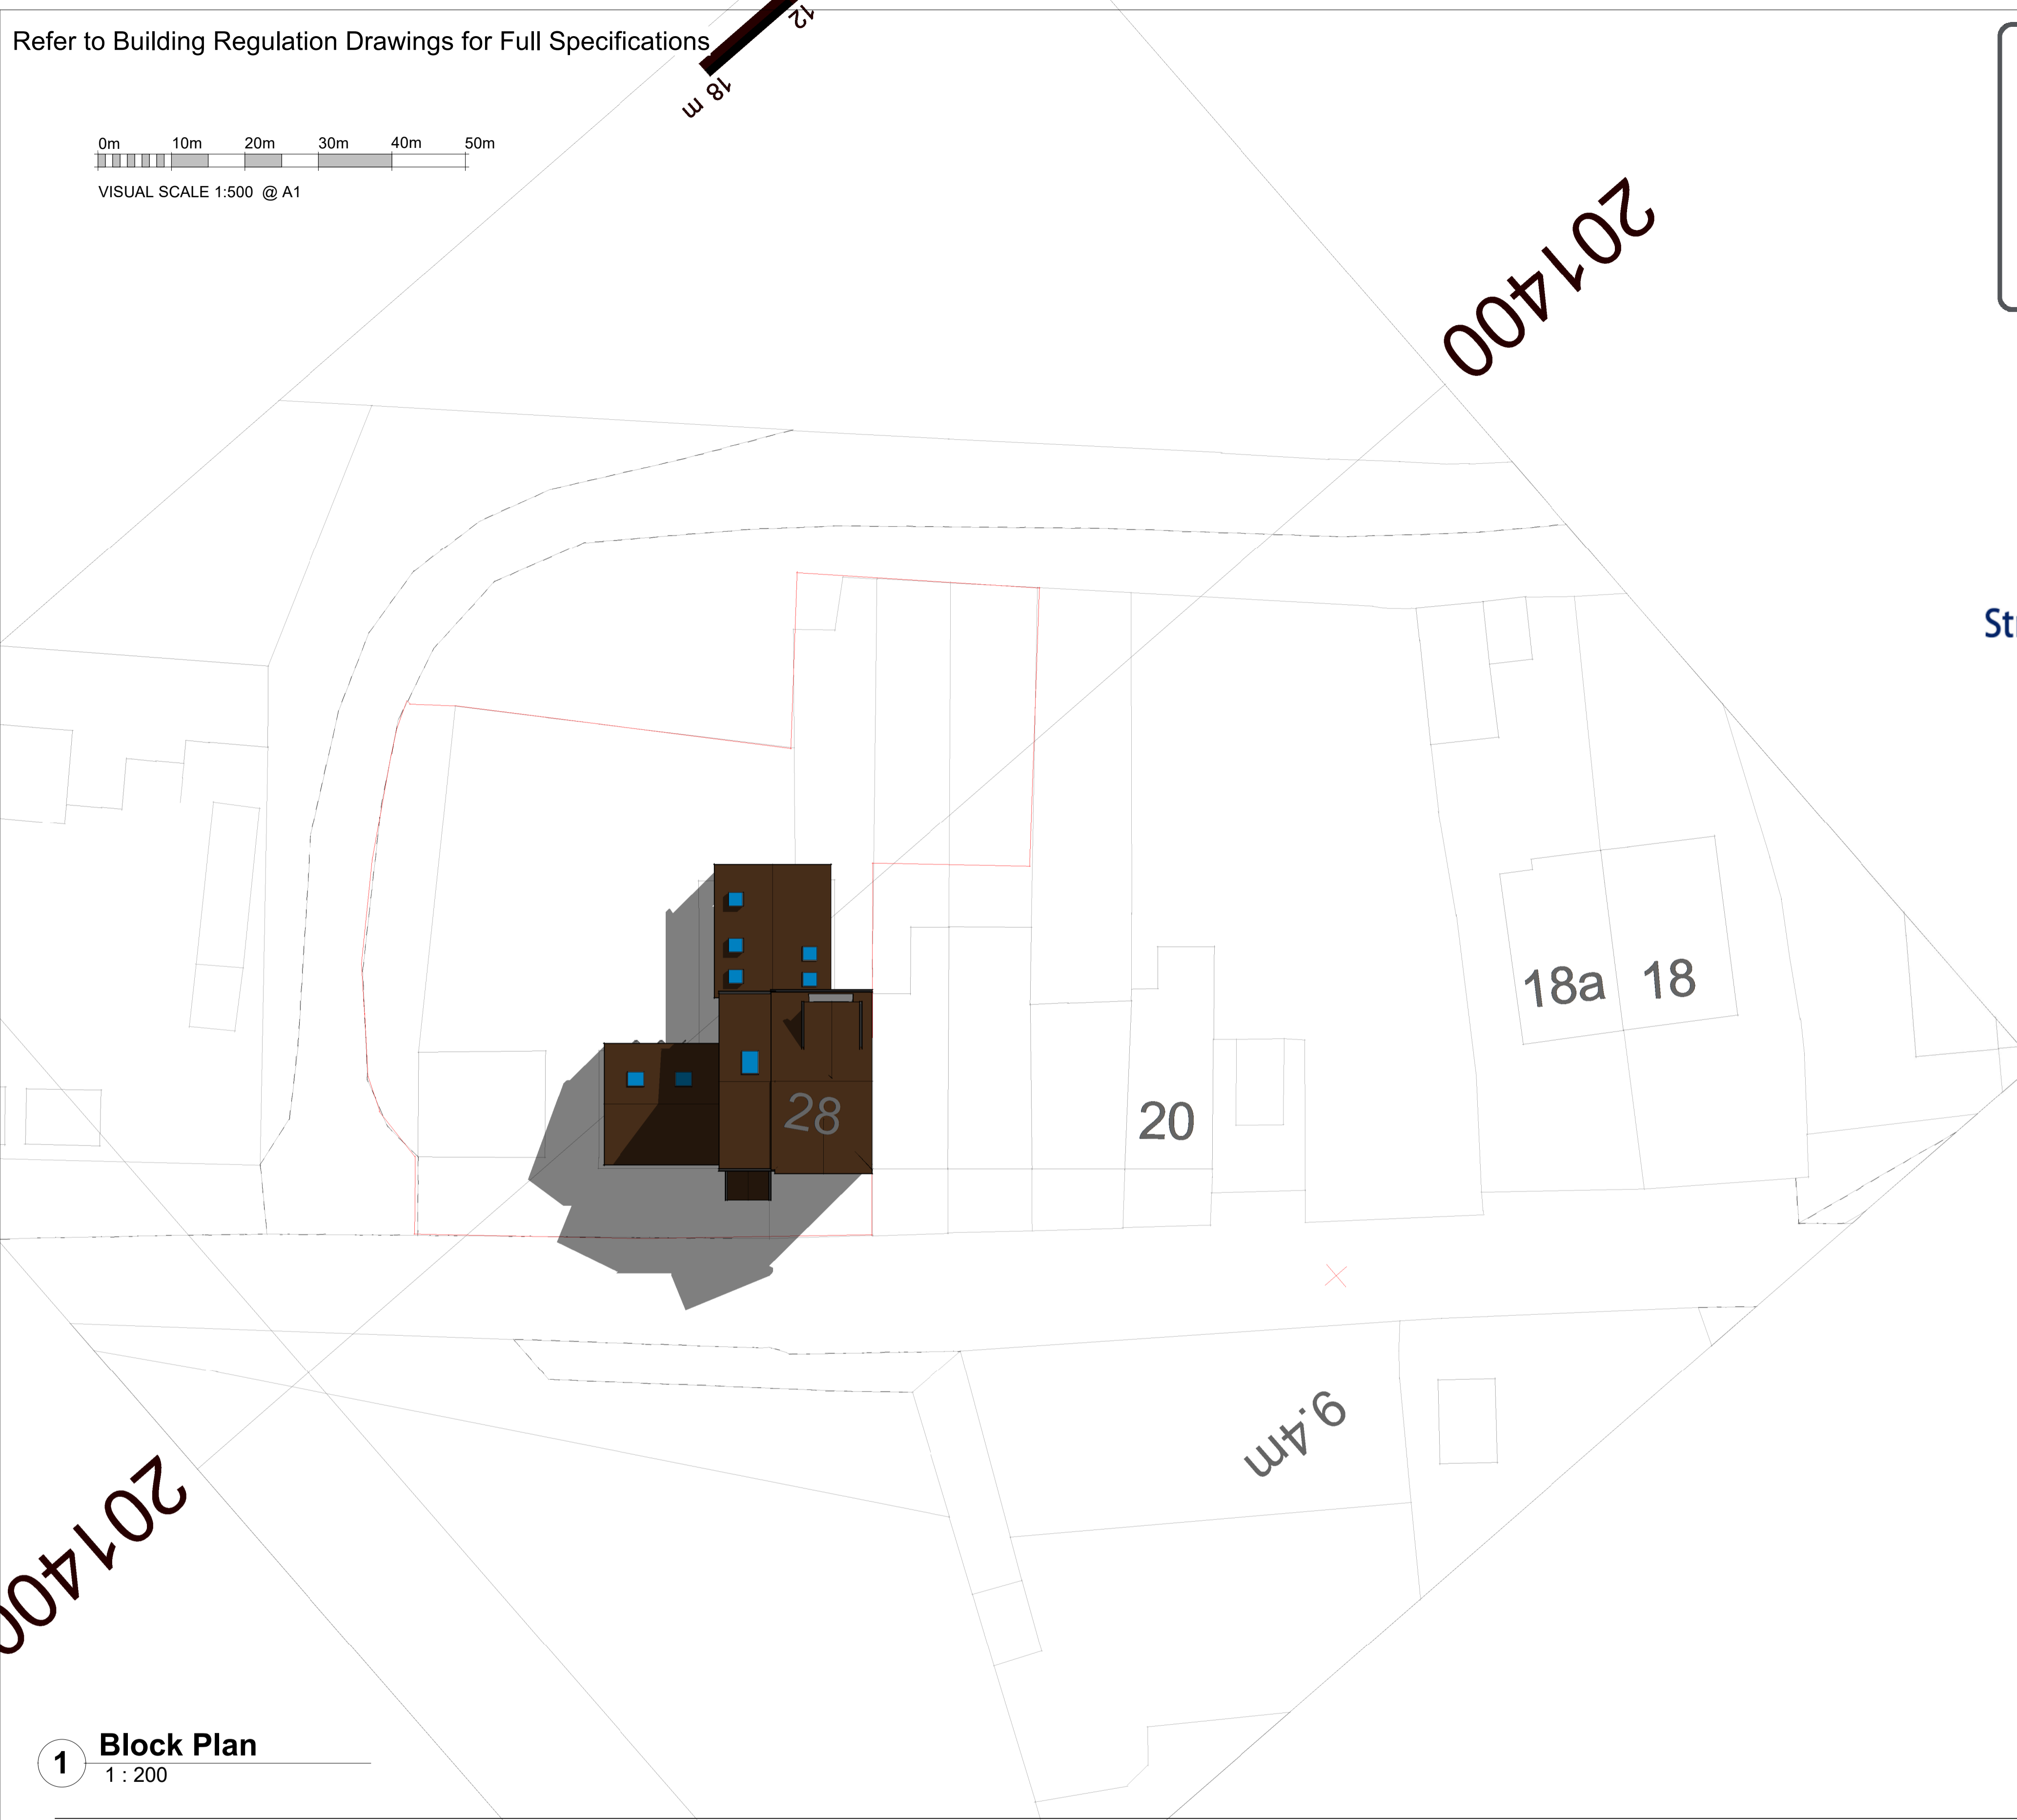 Refer to Building Regulation Drawings for Full Specifications
12
18 m
0m 10m 20m 30m 40m 50m
VISUAL SCALE 1:500 @ A1
201400
St
18a
18
28
20
9.4m
201400
1
Block Plan
1 : 200